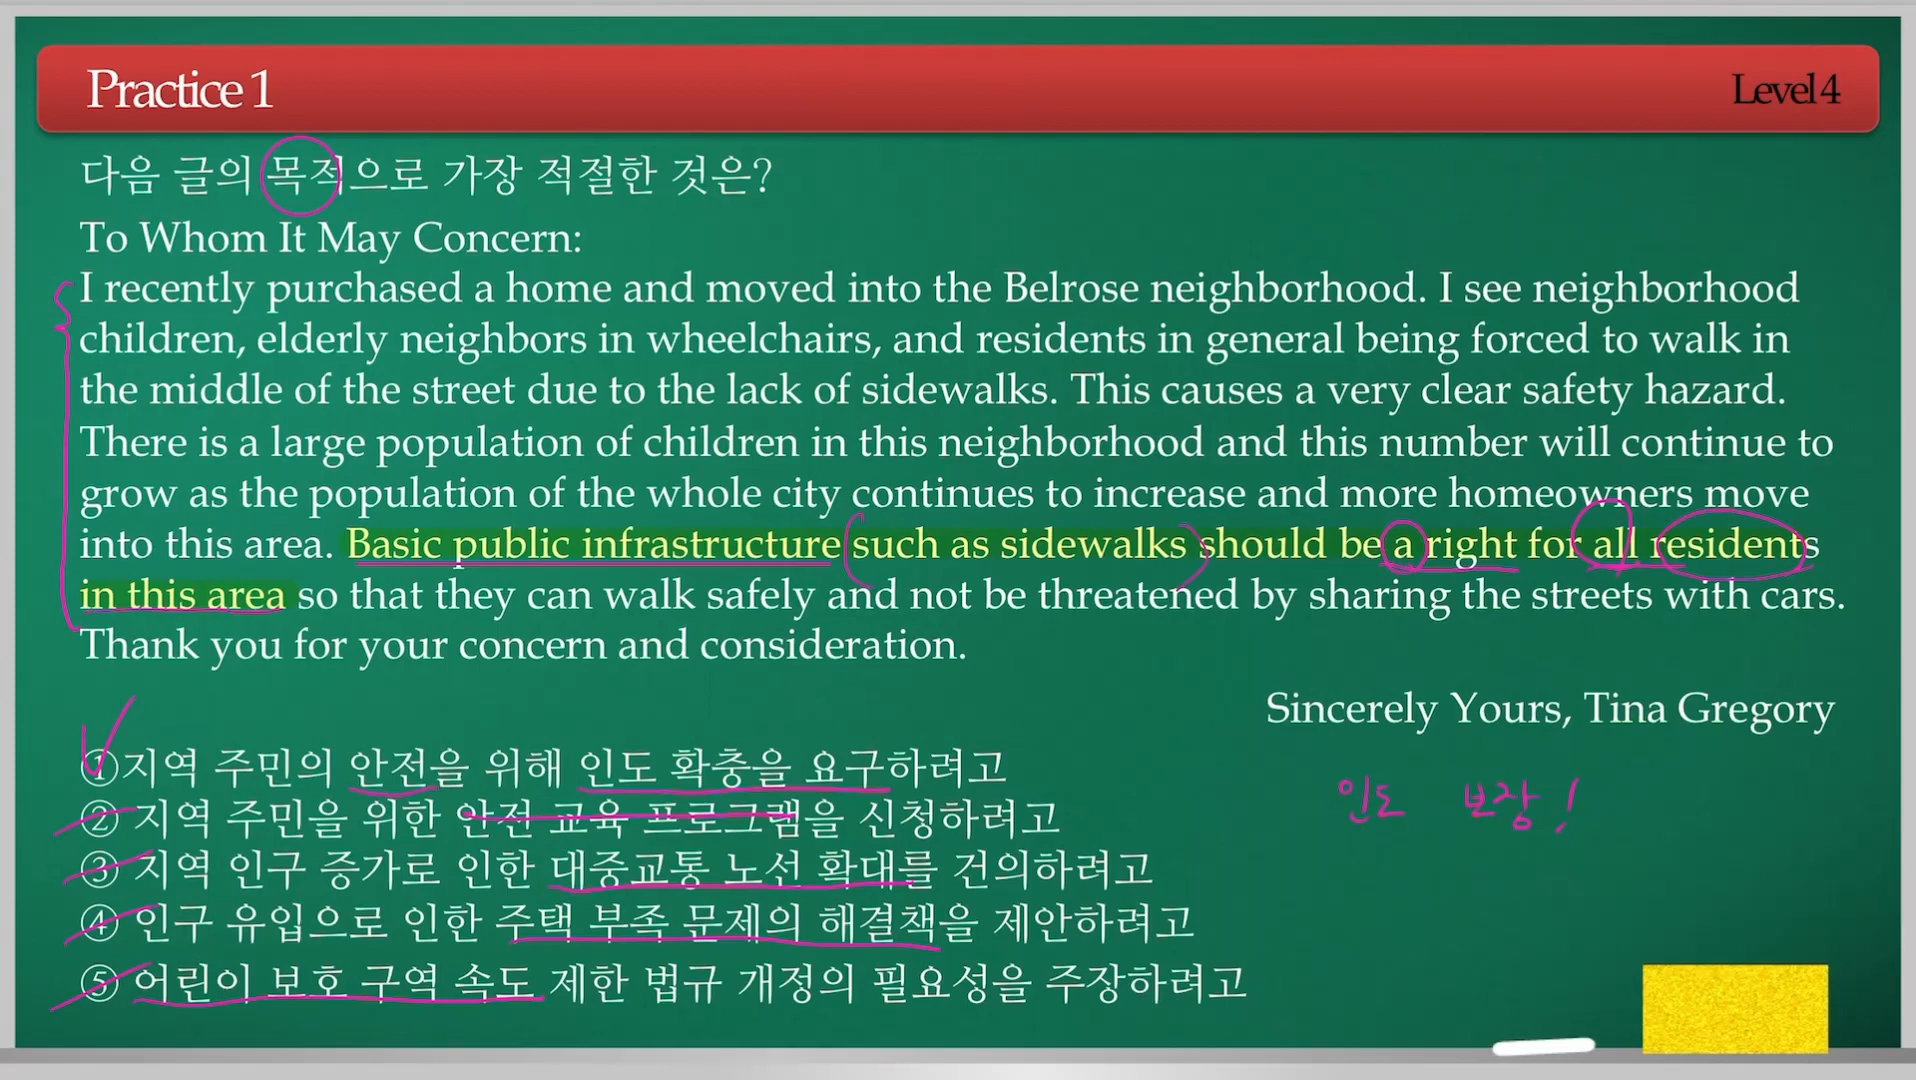 Practice 1
Level 4
다음 글의 목적으로 가장 적절한 것은?
To Whom It May Concern:
I recently purchased a home and moved into the Belrose neighborhood. I see neighborhood
children, elderly neighbors in wheelchairs, and residents in general being forced to walk in
the middle of the street due to the lack of sidewalks. This causes a very clear safety hazard.
There is a large population of children in this neighborhood and this number will continue to
grow as the population of the whole city continues to increase and more homeowners move
into this area. Basic public infrastructure such as sidewalks should be a right for all residents
in this area so that they can walk safely and not be threatened by sharing the streets with cars.
Thank you for your concern and consideration.
Sincerely Yours, Tina Gregory
①지역 주민의 안전을 위해 인도 확충을 요구하려고
② 지역 주민을 위한 안전 교육 프로그램을 신청하려고
③ 지역 인구 증가로 인한 대중교통 노선 확대를 건의하려고
④ 인구 유입으로 인한 주택 부족 문제의 해결책을 제안하려고
⑤ 어린이 보호 구역 속도 제한 법규 개정의 필요성을 주장하려고
인도 보장!